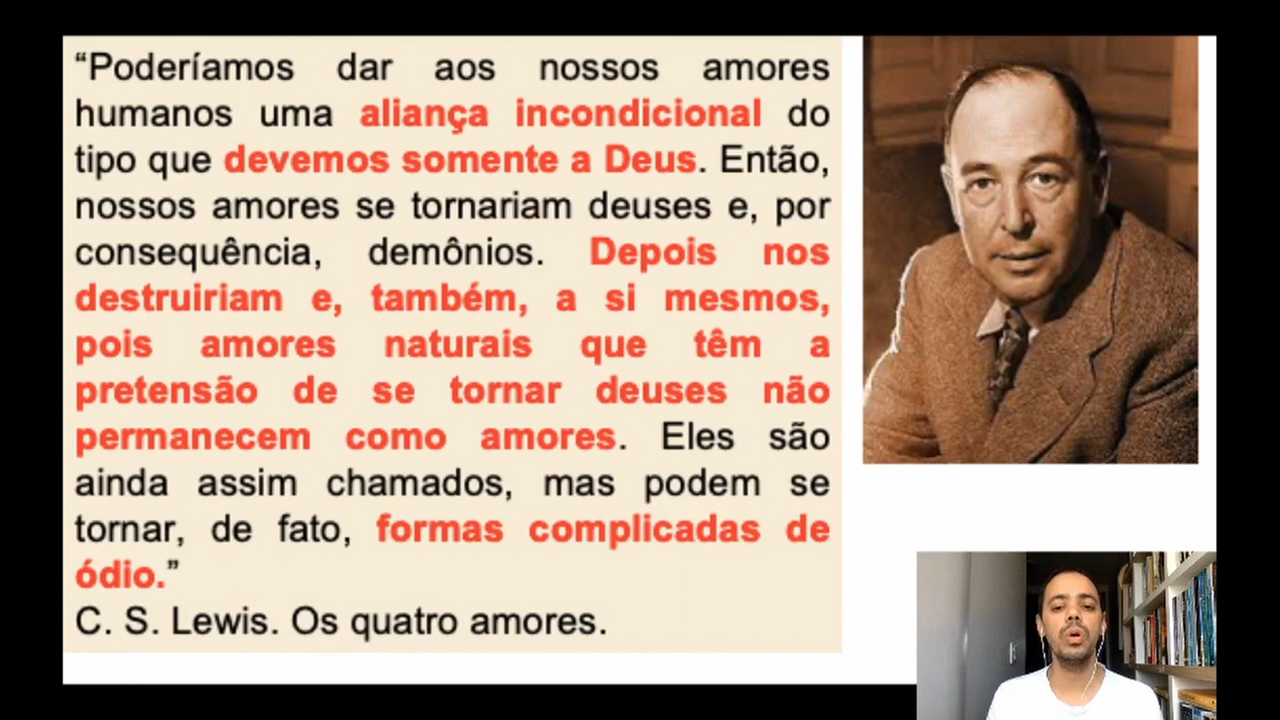 “Poderíamos dar aos nossos amores
humanos uma aliança incondicional do
tipo que devemos somente a Deus. Então,
nossos amores se tornariam deuses e, por
consequência, demônios. Depois nos
destruiriam e, também, a si mesmos,
pois amores naturais que têm a
pretensão de se tornar deuses não
permanecem como amores. Eles são
ainda assim chamados, mas podem se
tornar, de fato, formas complicadas de
ódio.”
C. S. Lewis. Os quatro amores.